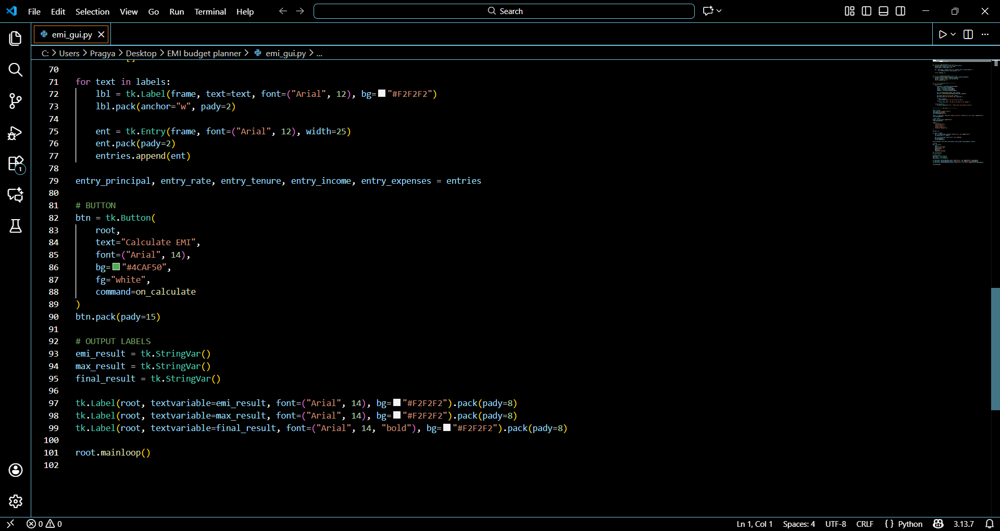 File Edit Selection View Go Run Terminal Help
Search
emi_gui.py
C: > Users > Pragya > Desktop > EMI budget planner > emi_gui.py > ...
70
71 for text in labels:
72     lbl = tk.Label(frame, text=text, font=("Arial", 12), bg="#F2F2F2")
73     lbl.pack(anchor="w", pady=2)
74
75     ent = tk.Entry(frame, font=("Arial", 12), width=25)
76     ent.pack(pady=2)
77     entries.append(ent)
78
79 entry_principal, entry_rate, entry_tenure, entry_income, entry_expenses = entries
80
81 # BUTTON
82 btn = tk.Button(
83     root,
84     text="Calculate EMI",
85     font=("Arial", 14),
86     bg="#4CAF50",
87     fg="white",
88     command=on_calculate
89 )
90 btn.pack(pady=15)
91
92 # OUTPUT LABELS
93 emi_result = tk.StringVar()
94 max_result = tk.StringVar()
95 final_result = tk.StringVar()
96
97 tk.Label(root, textvariable=emi_result, font=("Arial", 14), bg="#F2F2F2").pack(pady=8)
98 tk.Label(root, textvariable=max_result, font=("Arial", 14), bg="#F2F2F2").pack(pady=8)
99 tk.Label(root, textvariable=final_result, font=("Arial", 14, "bold"), bg="#F2F2F2").pack(pady=8)
100
101 root.mainloop()
102
1
0 0 Ln 1, Col 1 Spaces: 4 UTF-8 CRLF {} Python 3.13.7